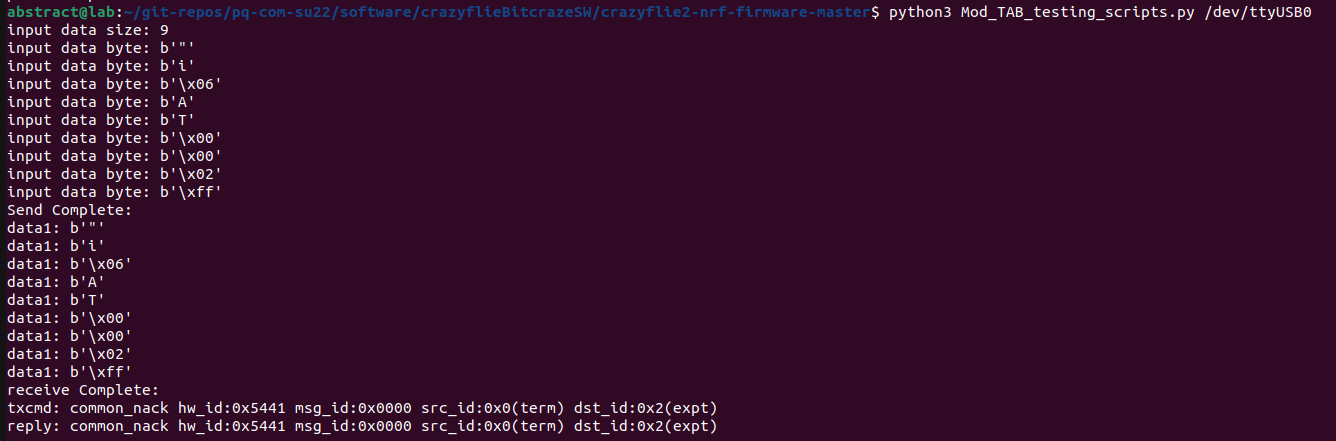 abstract@lab:~/git-repos/pq-com-su22/software/crazyflieBitcrazeSW/crazyflie2-nrf-firmware-master$ python3 Mod_TAB_testing_scripts.py /dev/ttyUSB0
input data size: 9
input data byte: b'"'
input data byte: b'i'
input data byte: b'\x06'
input data byte: b'A'
input data byte: b'T'
input data byte: b'\x00'
input data byte: b'\x00'
input data byte: b'\x02'
input data byte: b'\xff'
Send Complete:
data1: b'"'
data1: b'i'
data1: b'\x06'
data1: b'A'
data1: b'T'
data1: b'\x00'
data1: b'\x00'
data1: b'\x02'
data1: b'\xff'
receive Complete:
txcmd: common_nack hw_id:0x5441 msg_id:0x0000 src_id:0x0(term) dst_id:0x2(expt)
reply: common_nack hw_id:0x5441 msg_id:0x0000 src_id:0x0(term) dst_id:0x2(expt)